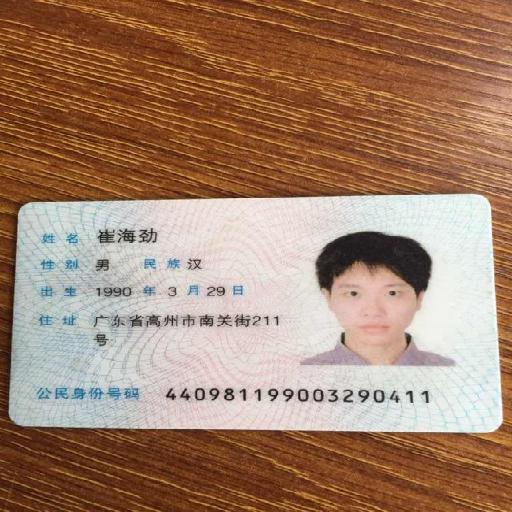 姓名 崔海劲
性别 男 民族 汉
出生 1990 年 3 月 29 日
住址 广东省高州市南关街211
号
公民身份号码 440981199003290411